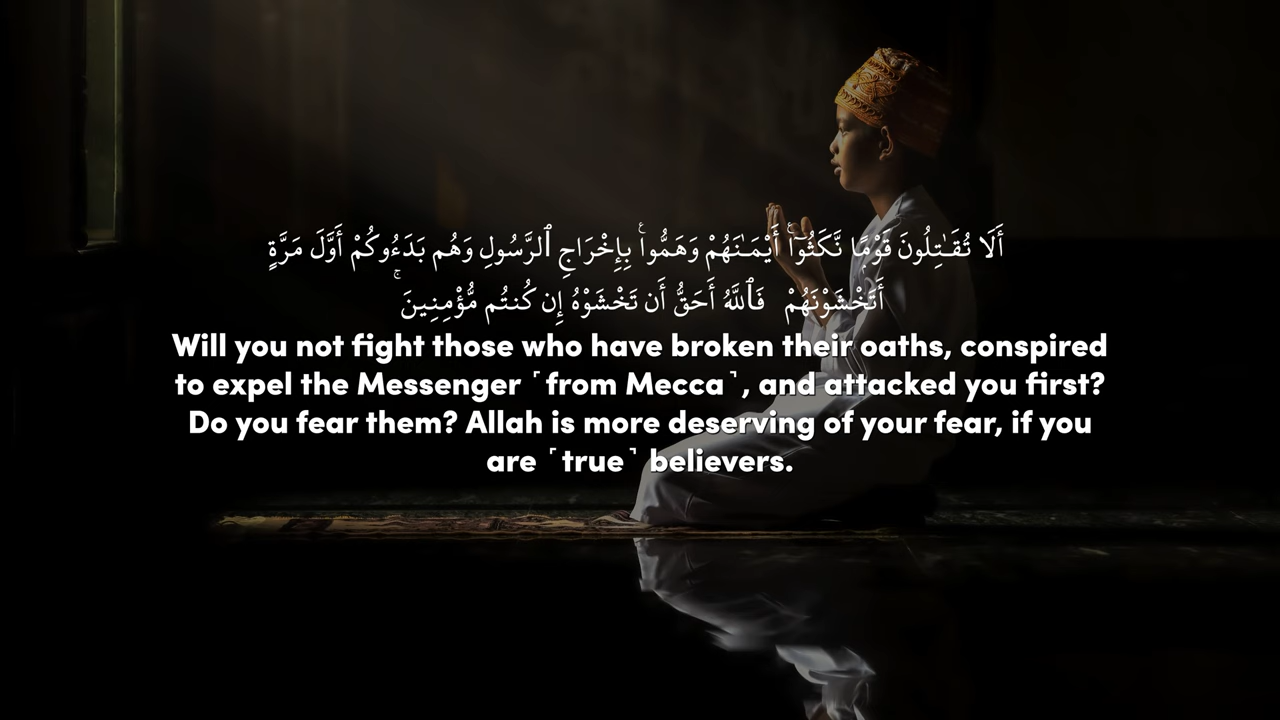 أَلَا تُقَـٰتِلُونَ قَوْمًۭا نَّكَثُوٓا۟ أَيْمَـٰنَهُمْ وَهَمُّوا۟ بِإِخْرَاجِ ٱلرَّسُولِ وَهُم بَدَءُوكُمْ أَوَّلَ مَرَّةٍ
أَتَخْشَوْنَهُمْ ۚ فَٱللَّهُ أَحَقُّ أَن تَخْشَوْهُ إِن كُنتُم مُّؤْمِنِينَ
Will you not fight those who have broken their oaths, conspired
to expel the Messenger ˹from Mecca˺, and attacked you first?
Do you fear them? Allah is more deserving of your fear, if you
are ˹true˺ believers.